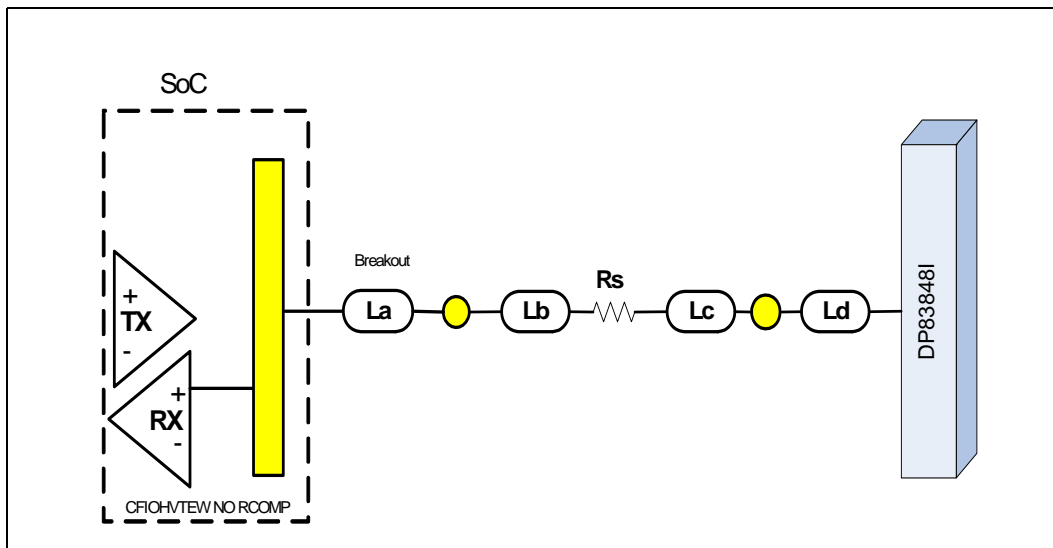 SoC
Breakout
Rs
La
Lb
Lc
Ld
DP83848I
+
TX
-
+
RX
-
CFIOHVTEW NO RCOMP